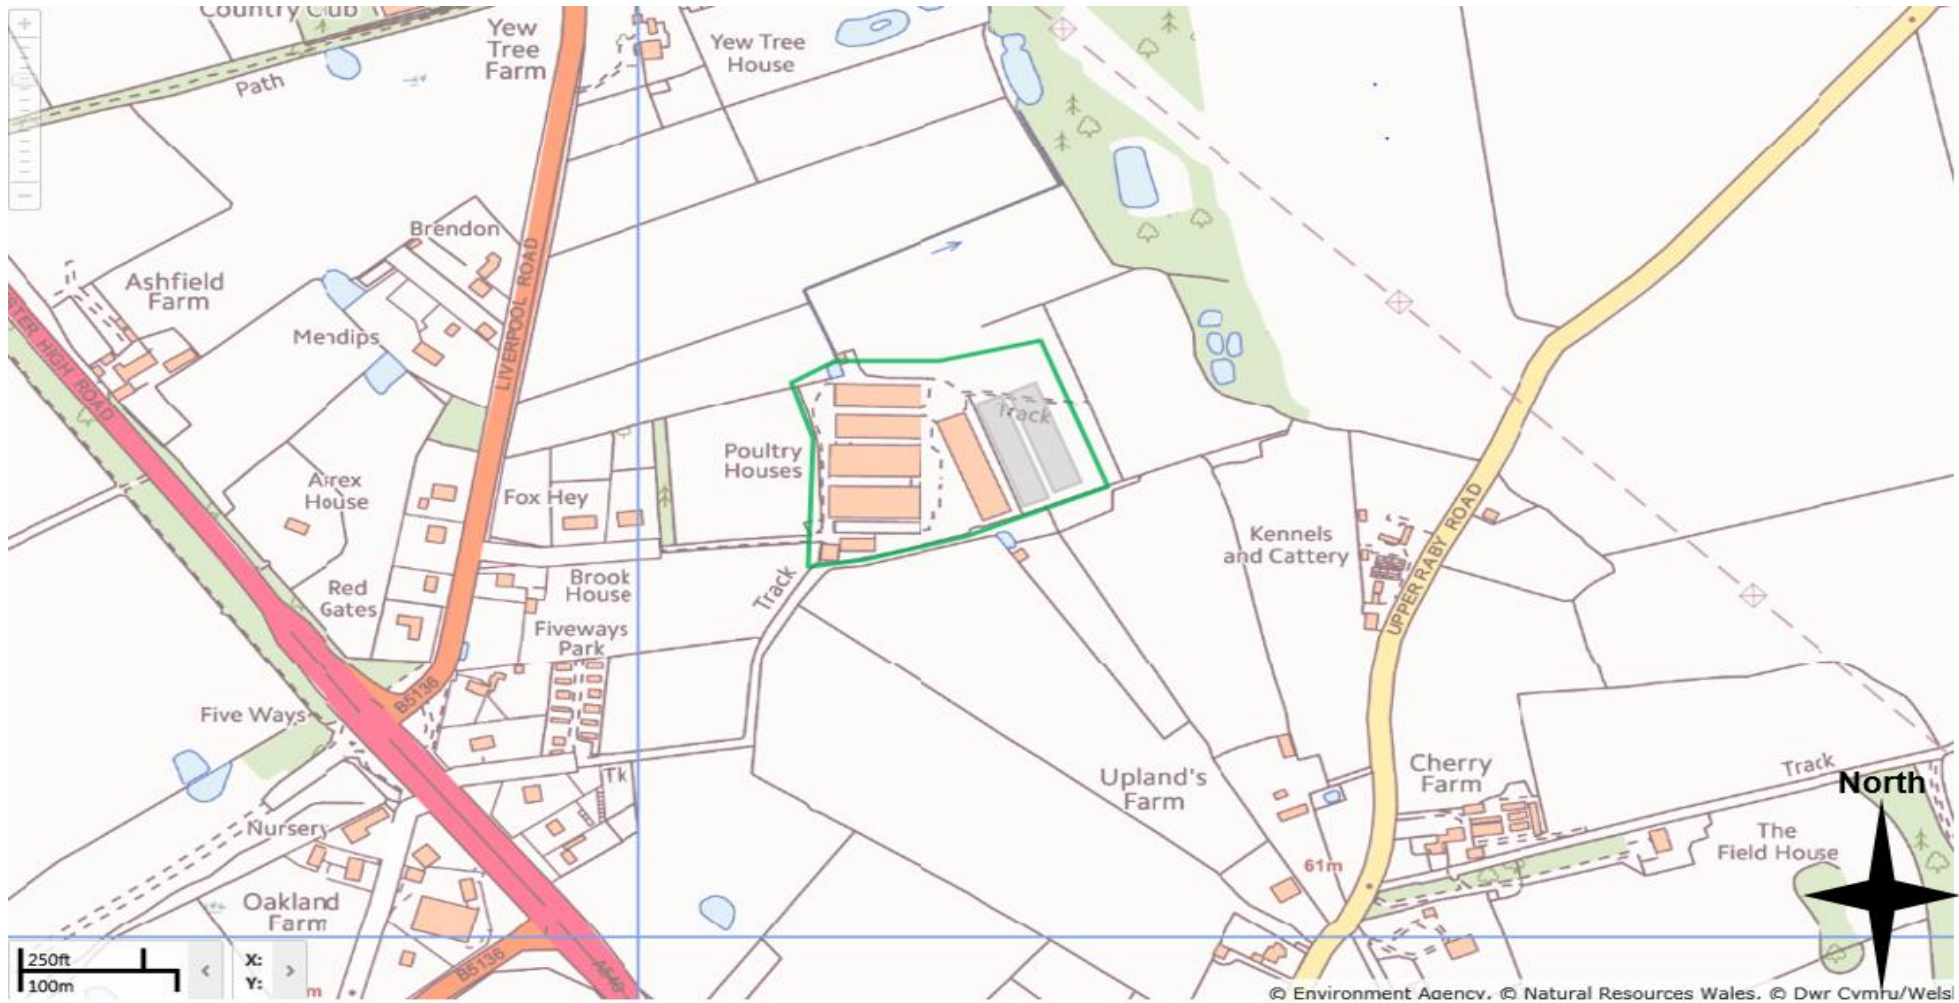 Country Club
Path
Yew
Tree
Farm
Yew Tree
House
Brendon
Ashfield
Farm
Mendips
LIVERPOOL ROAD
HIGH ROAD
Poultry
Houses
Track
Arrex
House
Fox Hey
Kennels
and Cattery
UPPER RABY ROAD
Red
Gates
Brook
House
Track
Fiveways
Park
B5136
Five Ways
Tk
Upland's
Farm
Cherry
Farm
Track
North
Nursery
61m
The
Field House
Oakland
Farm
B5136
A540
250ft
100m
X:
Y:
m
© Environment Agency, © Natural Resources Wales, © Dwr Cymru/Wels